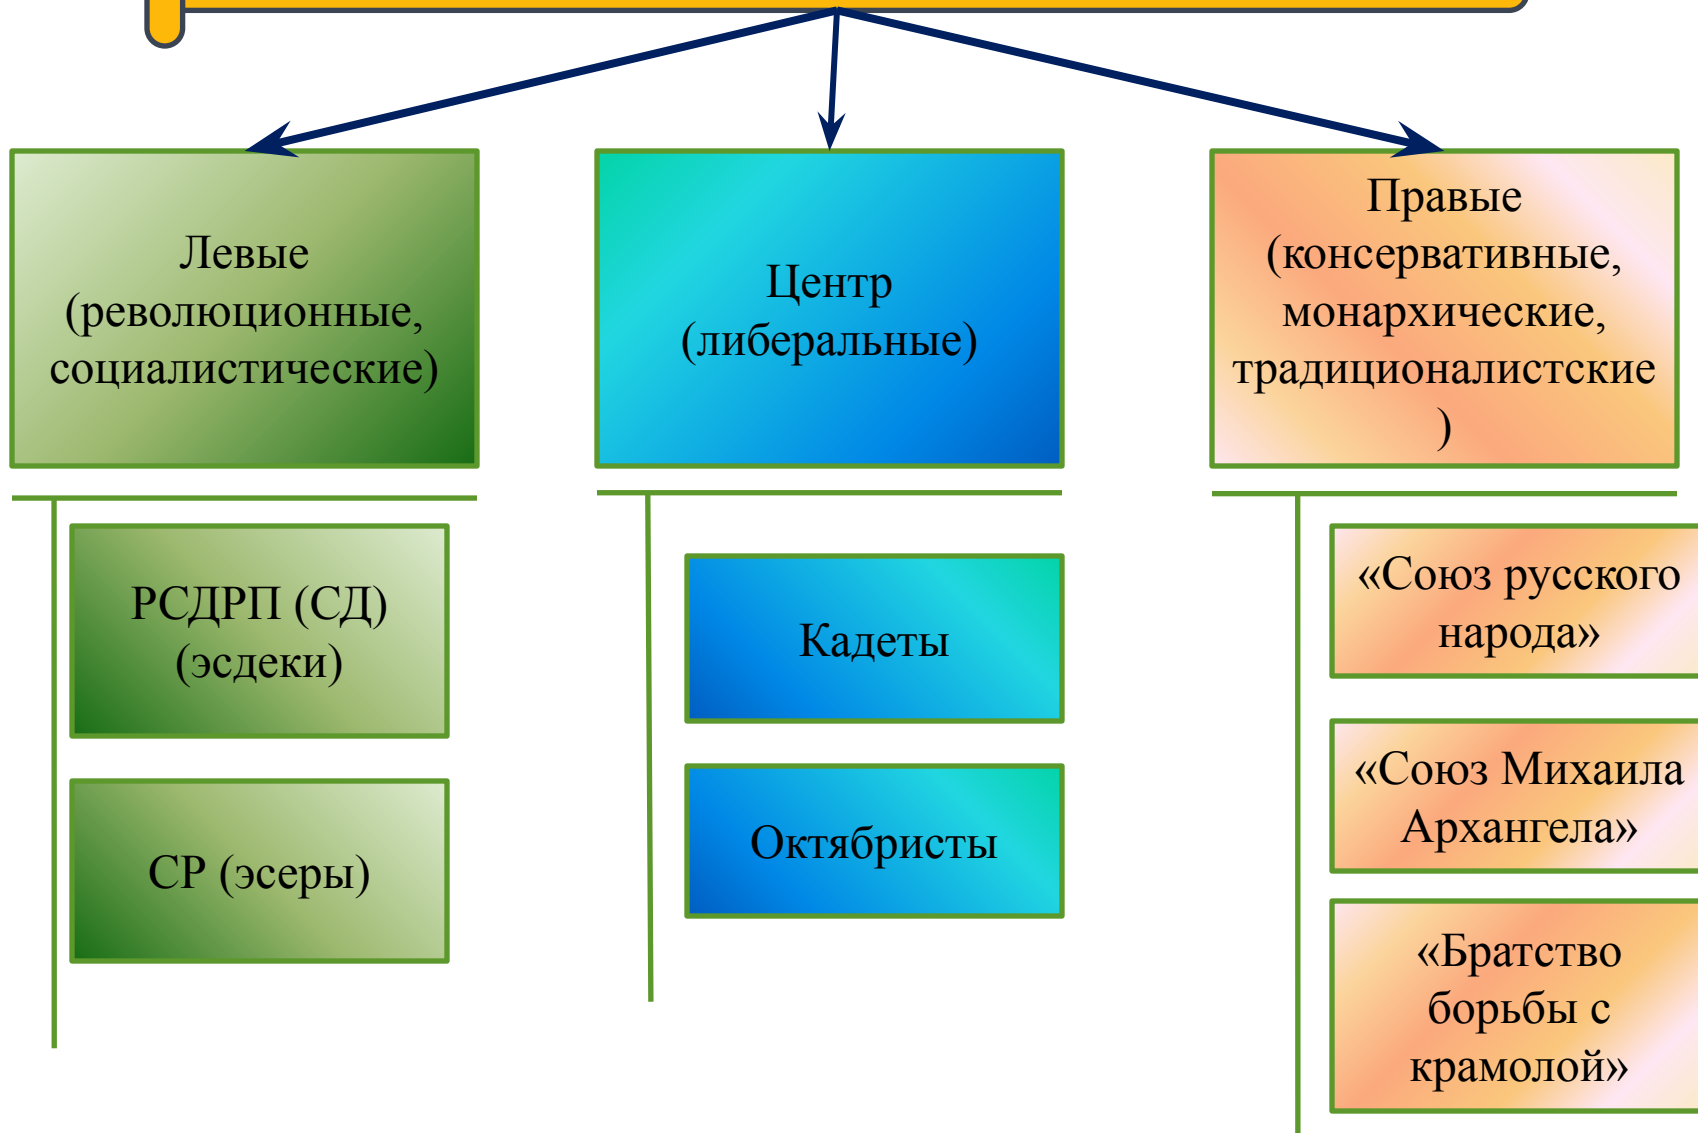 Левые
(революционные,
социалистические)
Центр
(либеральные)
Правые
(консервативные,
монархические,
традиционалистские
)
РСДРП (СД)
(эсдеки)
СР (эсеры)
Кадеты
Октябристы
«Союз русского
народа»
«Союз Михаила
Архангела»
«Братство
борьбы с
крамолой»